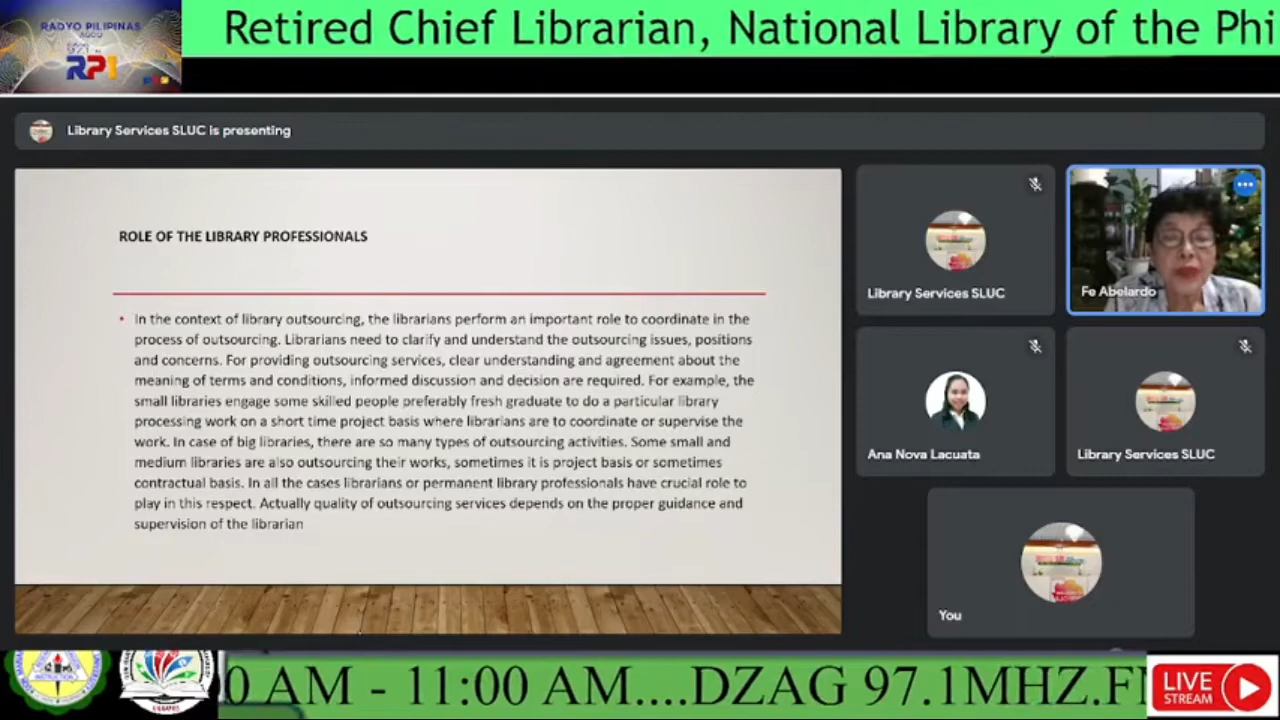 RADYO PILIPINAS
AGOO
RP1
Retired Chief Librarian, National Library of the Phi
Library Services SLUC is presenting
ROLE OF THE LIBRARY PROFESSIONALS
• In the context of library outsourcing, the librarians perform an important role to coordinate in the
process of outsourcing. Librarians need to clarify and understand the outsourcing issues, positions
and concerns. For providing outsourcing services, clear understanding and agreement about the
meaning of terms and conditions, informed discussion and decision are required. For example, the
small libraries engage some skilled people preferably fresh graduate to do a particular library
processing work on a short time project basis where librarians are to coordinate or supervise the
work. In case of big libraries, there are so many types of outsourcing activities. Some small and
medium libraries are also outsourcing their works, sometimes it is project basis or sometimes
contractual basis. In all the cases librarians or permanent library professionals have crucial role to
play in this respect. Actually quality of outsourcing services depends on the proper guidance and
supervision of the librarian
Library Services SLUC
Fe Abelardo
Ana Nova Lacuata
Library Services SLUC
You
0 AM - 11:00 AM....DZAG 97.1MHZ.F
LIVE
STREAM